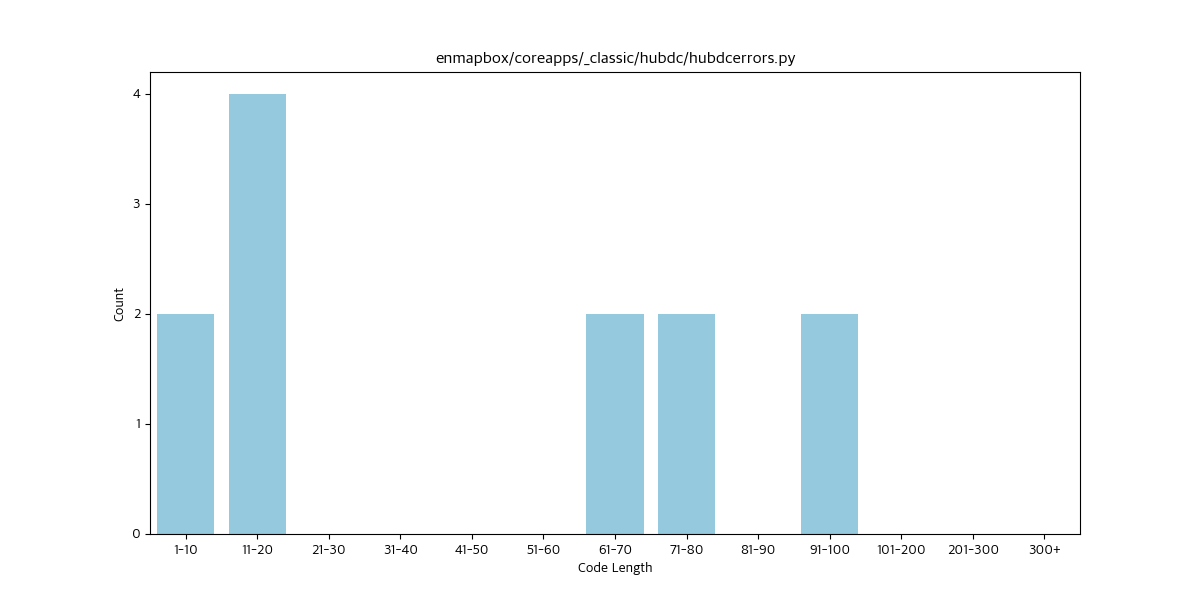 enmapbox/coreapps/_classic/hubdc/hubdcerrors.py
4
3
2
1
0
Count
1-10 11-20 21-30 31-40 41-50 51-60 61-70 71-80 81-90 91-100 101-200 201-300 300+
Code Length